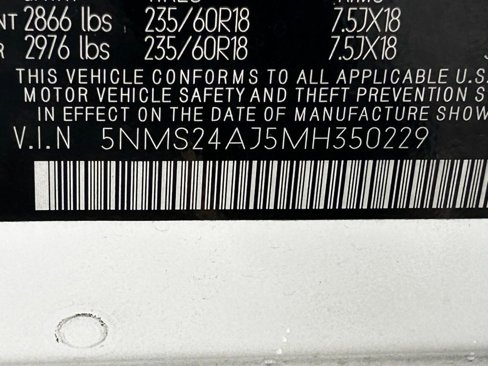 NT 2866 lbs 235/60R18 7.5JX18
R 2976 lbs 235/60R18 7.5JX18
THIS VEHICLE CONFORMS TO ALL APPLICABLE U.S.
MOTOR VEHICLE SAFETY AND THEFT PREVENTION S
IN EFFECT ON THE DATE OF MANUFACTURE SHOW
V.I.N 5NMS24AJ5MH350229